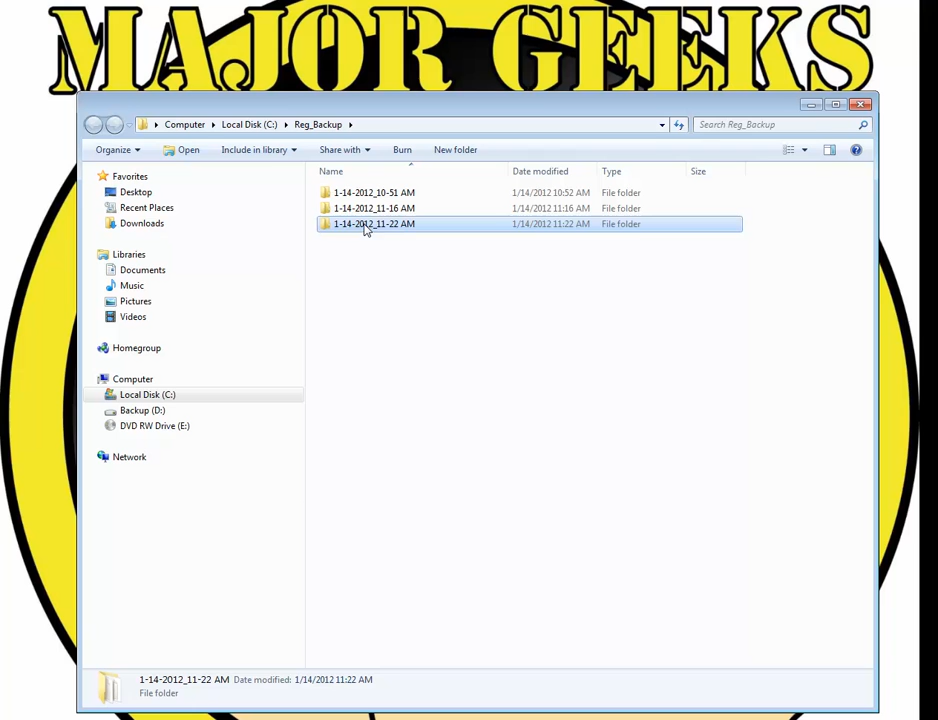 MAJOR GEEKS
Computer ▸ Local Disk (C:) ▸ Reg_Backup ▸
Search Reg_Backup
Organize ▾ Open Include in library ▾ Share with ▾ Burn New folder
Name Date modified Type Size
1-14-2012_10-51 AM 1/14/2012 10:52 AM File folder
1-14-2012_11-16 AM 1/14/2012 11:16 AM File folder
1-14-2012_11-22 AM 1/14/2012 11:22 AM File folder
Favorites
Desktop
Recent Places
Downloads
Libraries
Documents
Music
Pictures
Videos
Homegroup
Computer
Local Disk (C:)
Backup (D:)
DVD RW Drive (E:)
Network
1-14-2012_11-22 AM Date modified: 1/14/2012 11:22 AM
File folder